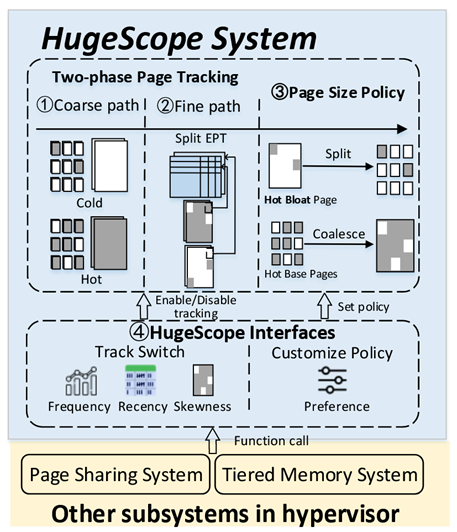 HugeScope System
Two-phase Page Tracking
①Coarse path
②Fine path
③Page Size Policy
Split EPT
Cold
Hot
Split
Hot Bloat Page
Coalesce
Hot Base Pages
Enable/Disable
tracking
Set policy
④HugeScope Interfaces
Track Switch
Customize Policy
Frequency
Recency
Skewness
Preference
Function call
Page Sharing System
Tiered Memory System
Other subsystems in hypervisor